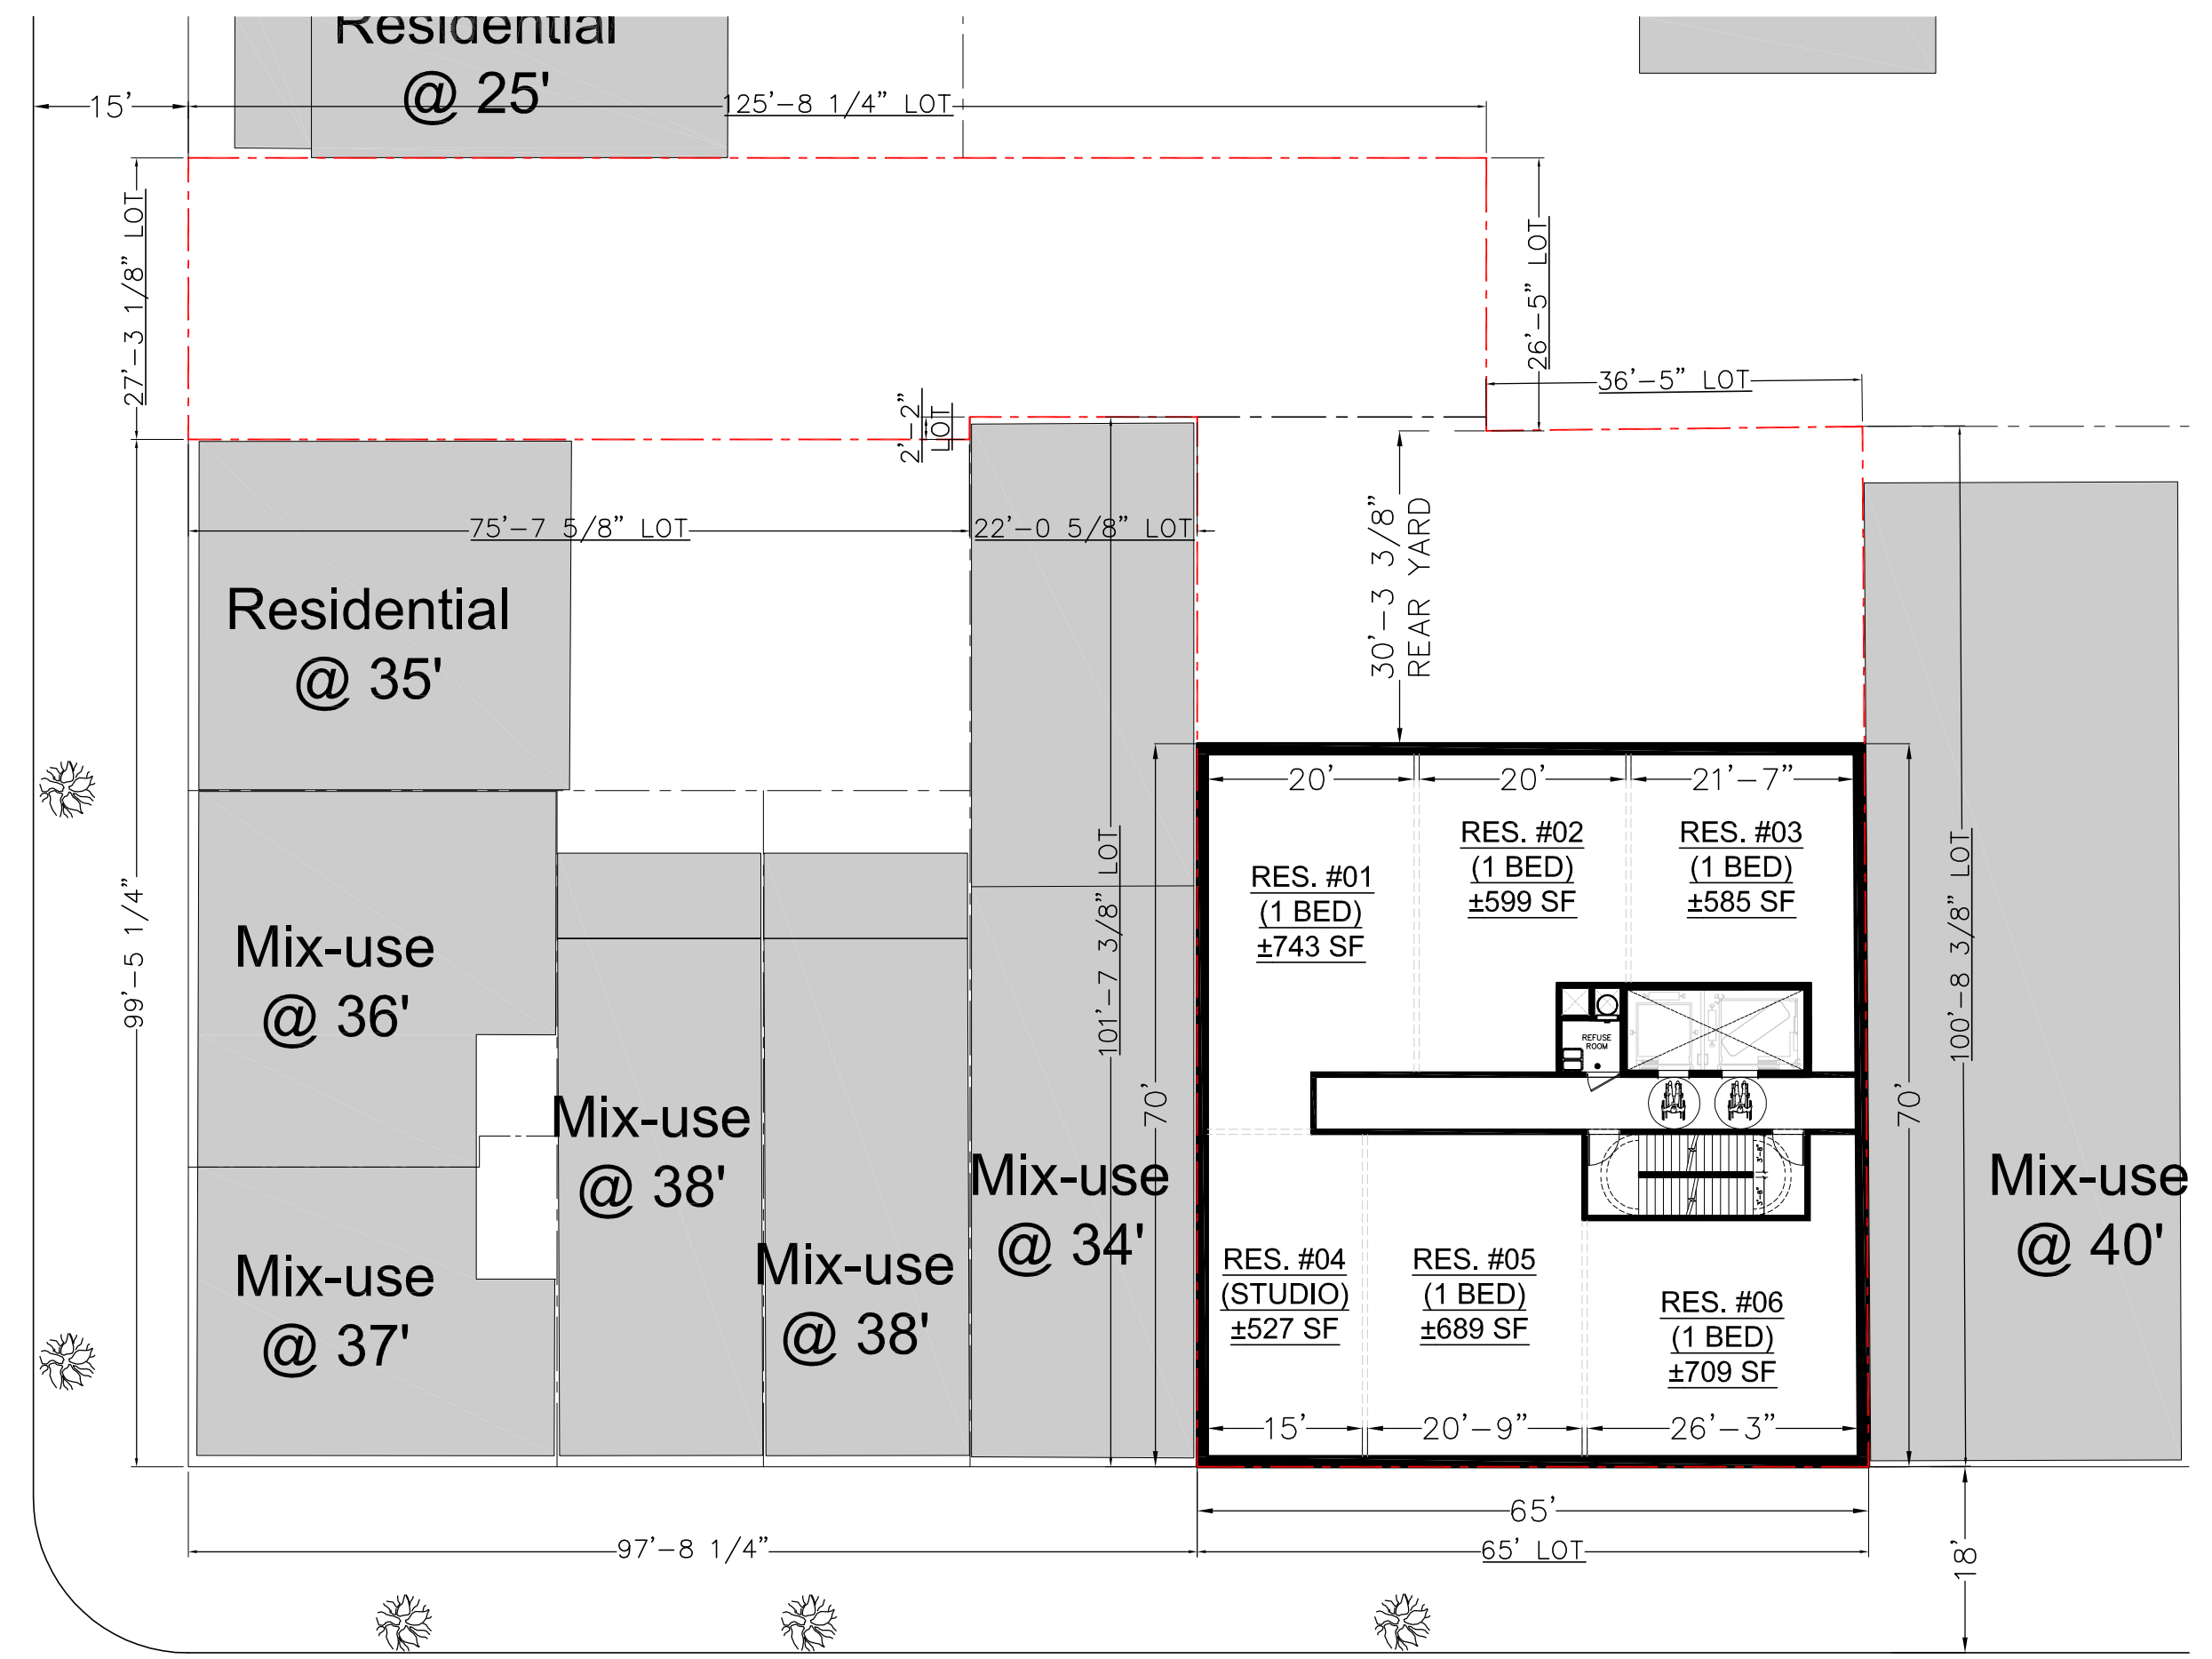 Residential
@ 25'
15'
125'-8 1/4" LOT
27'-3 1/8" LOT
26'-5" LOT
36'-5" LOT
2'-2"
LOT
75'-7 5/8" LOT
22'-0 5/8" LOT
30'-3 3/8"
REAR YARD
Residential
@ 35'
20'
20'
21'-7"
RES. #01
(1 BED)
±743 SF
RES. #02
(1 BED)
±599 SF
RES. #03
(1 BED)
±585 SF
99'-5 1/4"
101'-7 3/8" LOT
100'-8 3/8" LOT
Mix-use
@ 36'
REFUSE
ROOM
70'
70'
Mix-use
@ 38'
Mix-use
@ 34'
Mix-use
@ 40'
3'-8"
3'-8"
Mix-use
@ 37'
Mix-use
@ 38'
RES. #04
(STUDIO)
±527 SF
RES. #05
(1 BED)
±689 SF
RES. #06
(1 BED)
±709 SF
15'
20'-9"
26'-3"
65'
97'-8 1/4"
65' LOT
18'